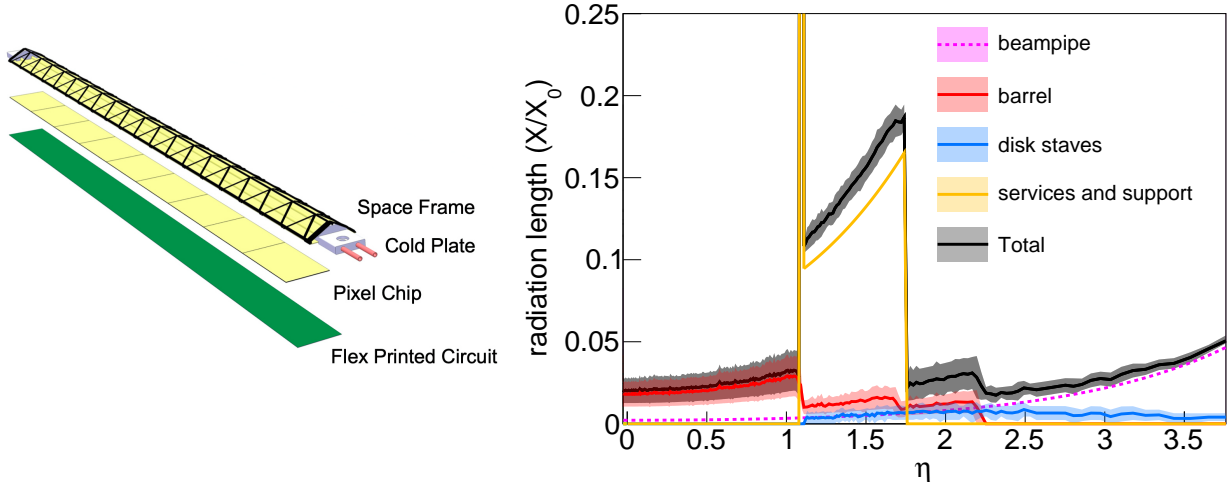 Space Frame
Cold Plate
Pixel Chip
Flex Printed Circuit
radiation length (X/X₀)
0.25
0.2
0.15
0.1
0.05
0
beampipe
barrel
disk staves
services and support
Total
0 0.5 1 1.5 2 2.5 3 3.5
η